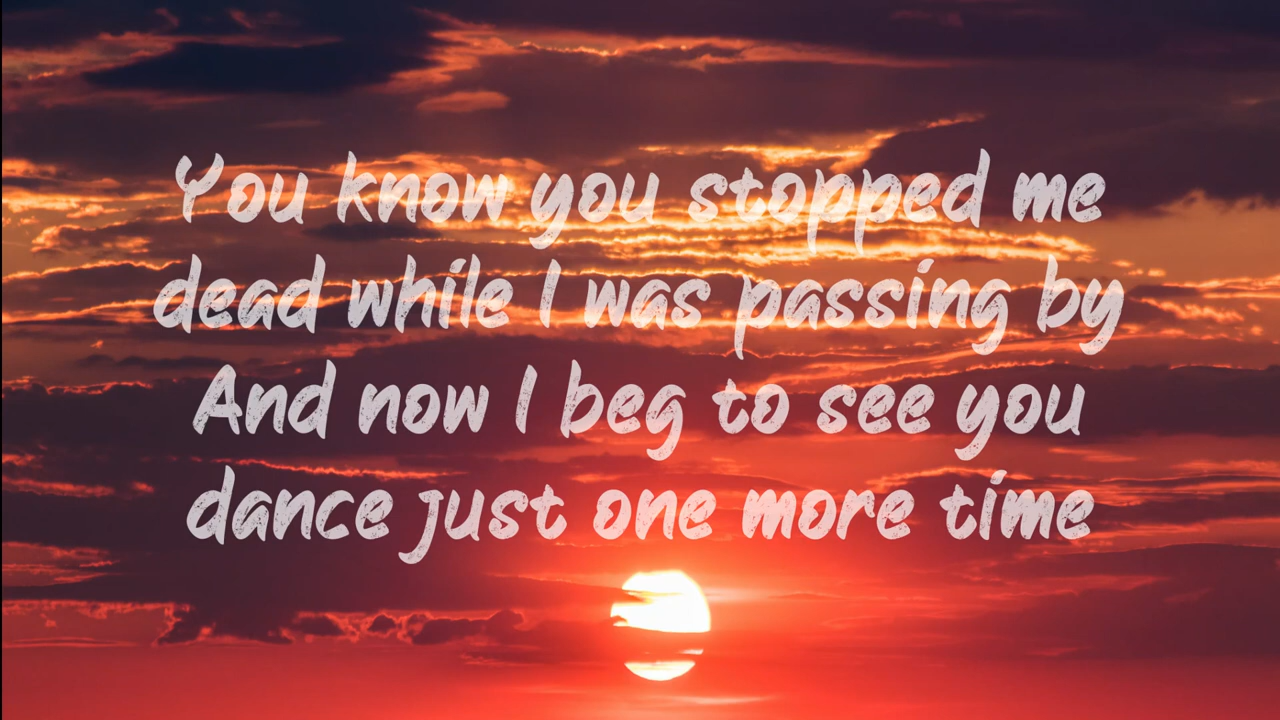 You know you stopped me
dead while I was passing by
And now I beg to see you
dance just one more time